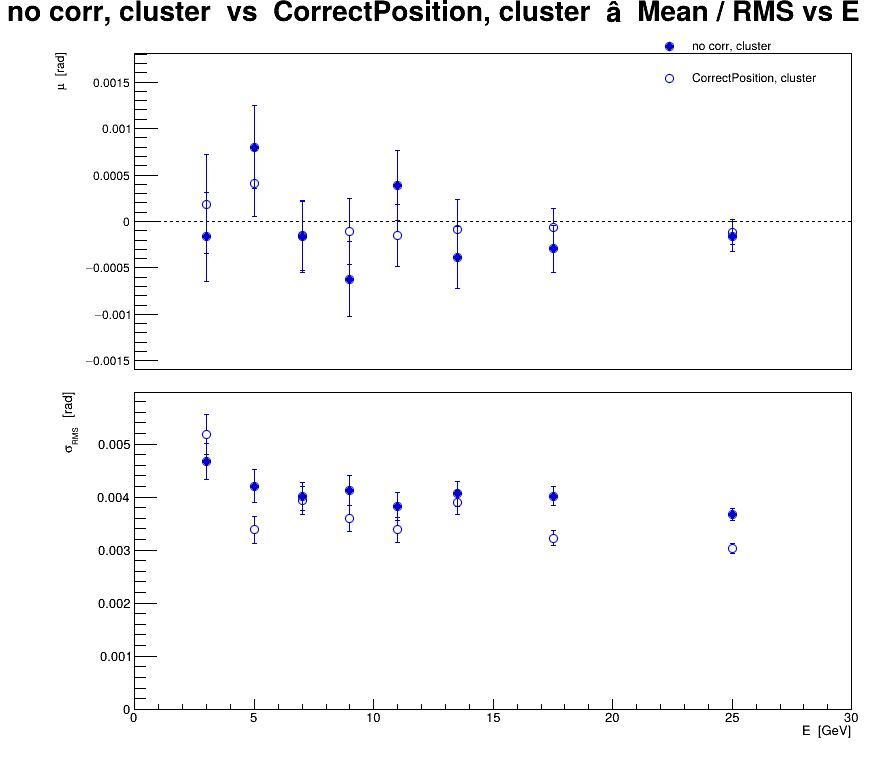 no corr, cluster vs CorrectPosition, cluster â Mean / RMS vs E
no corr, cluster
CorrectPosition, cluster
μ [rad]
0.0015
0.001
0.0005
0
−0.0005
−0.001
−0.0015
σRMS [rad]
0.005
0.004
0.003
0.002
0.001
0
0 5 10 15 20 25 30
E [GeV]